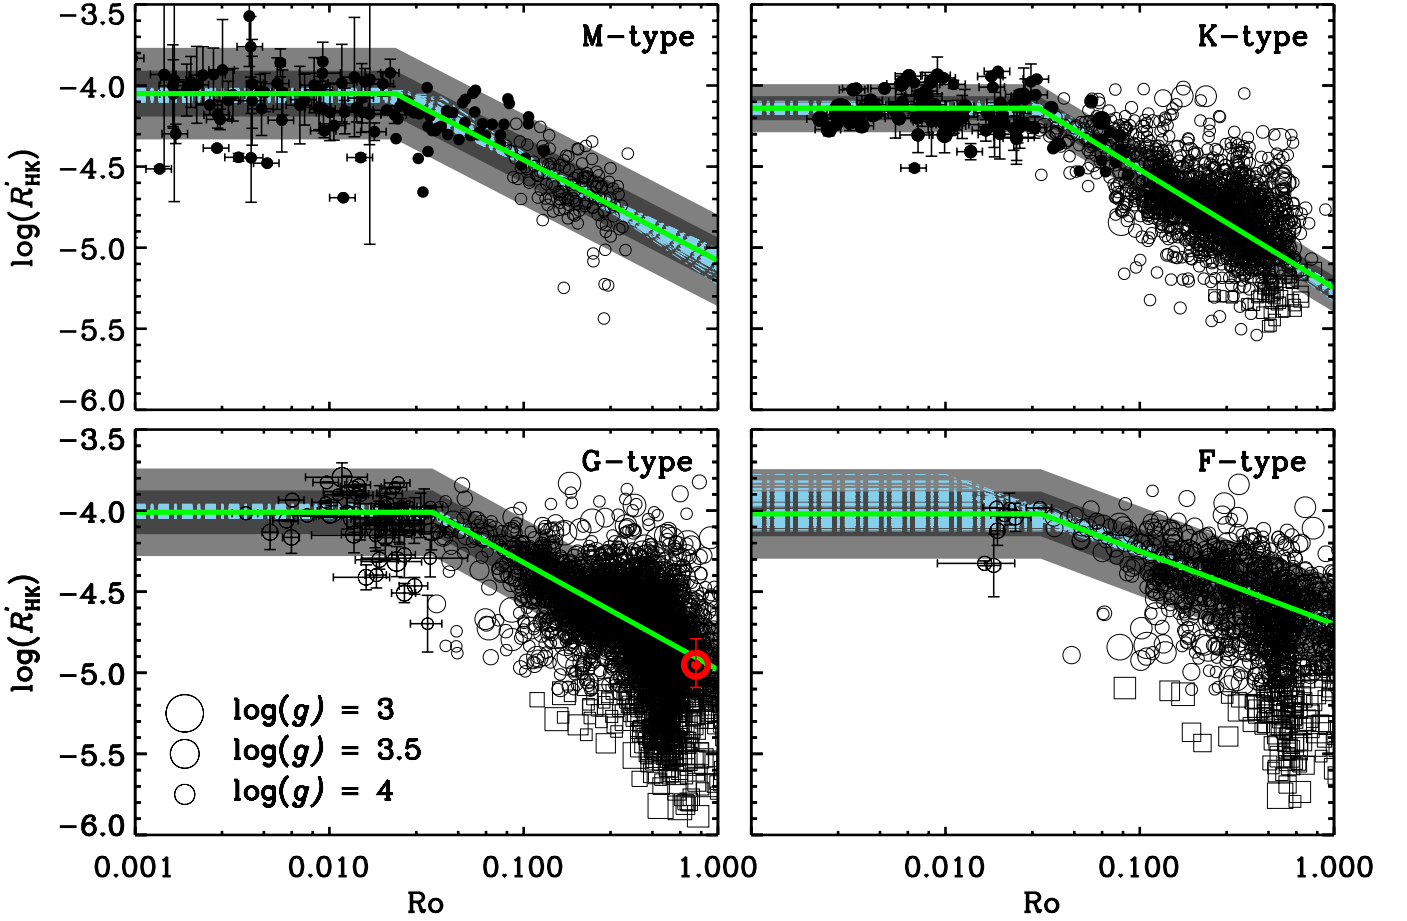 M-type
K-type
−3.5
−4.0
−4.5
−5.0
−5.5
−6.0
log(R′HK)
G-type
F-type
−3.5
−4.0
−4.5
−5.0
−5.5
−6.0
log(R′HK)
log(g) = 3
log(g) = 3.5
log(g) = 4
0.001 0.010 0.100 1.000 0.010 0.100 1.000
Ro Ro